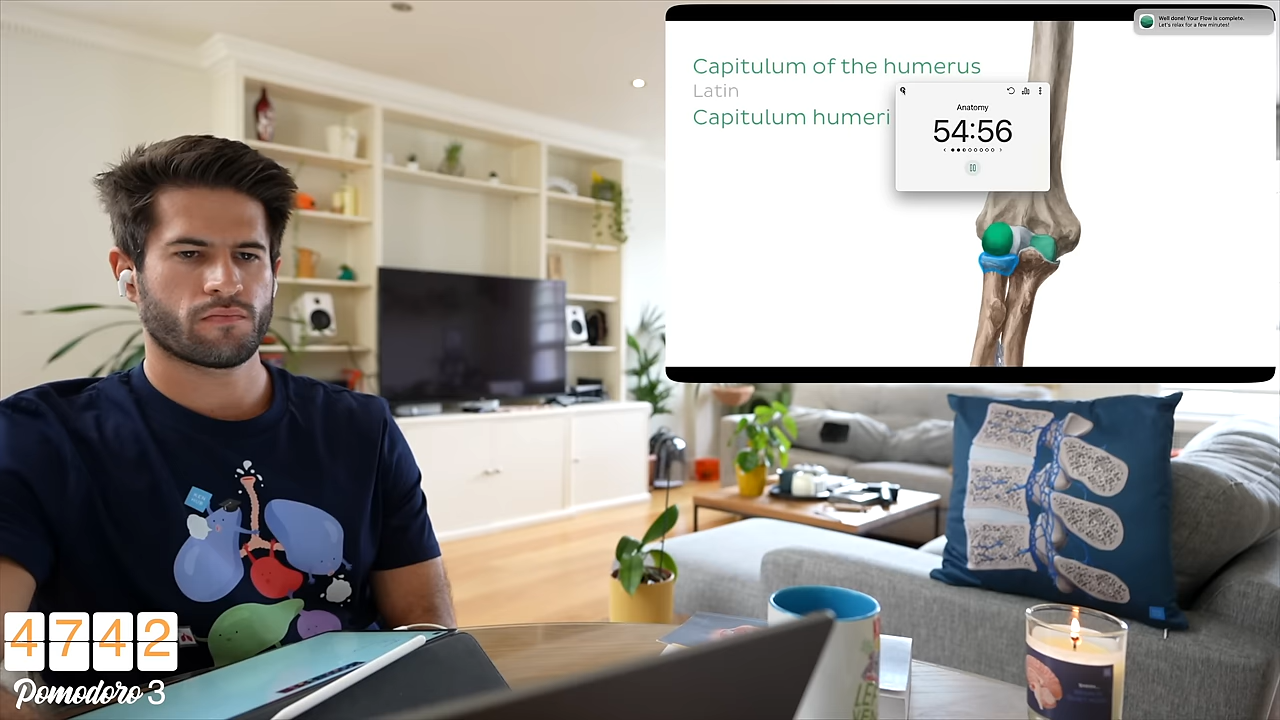 Well done! Your Flow is complete.
Let's relax for a few minutes!
Capitulum of the humerus
Latin
Capitulum humeri
Anatomy
54:56
4742
Pomodoro 3